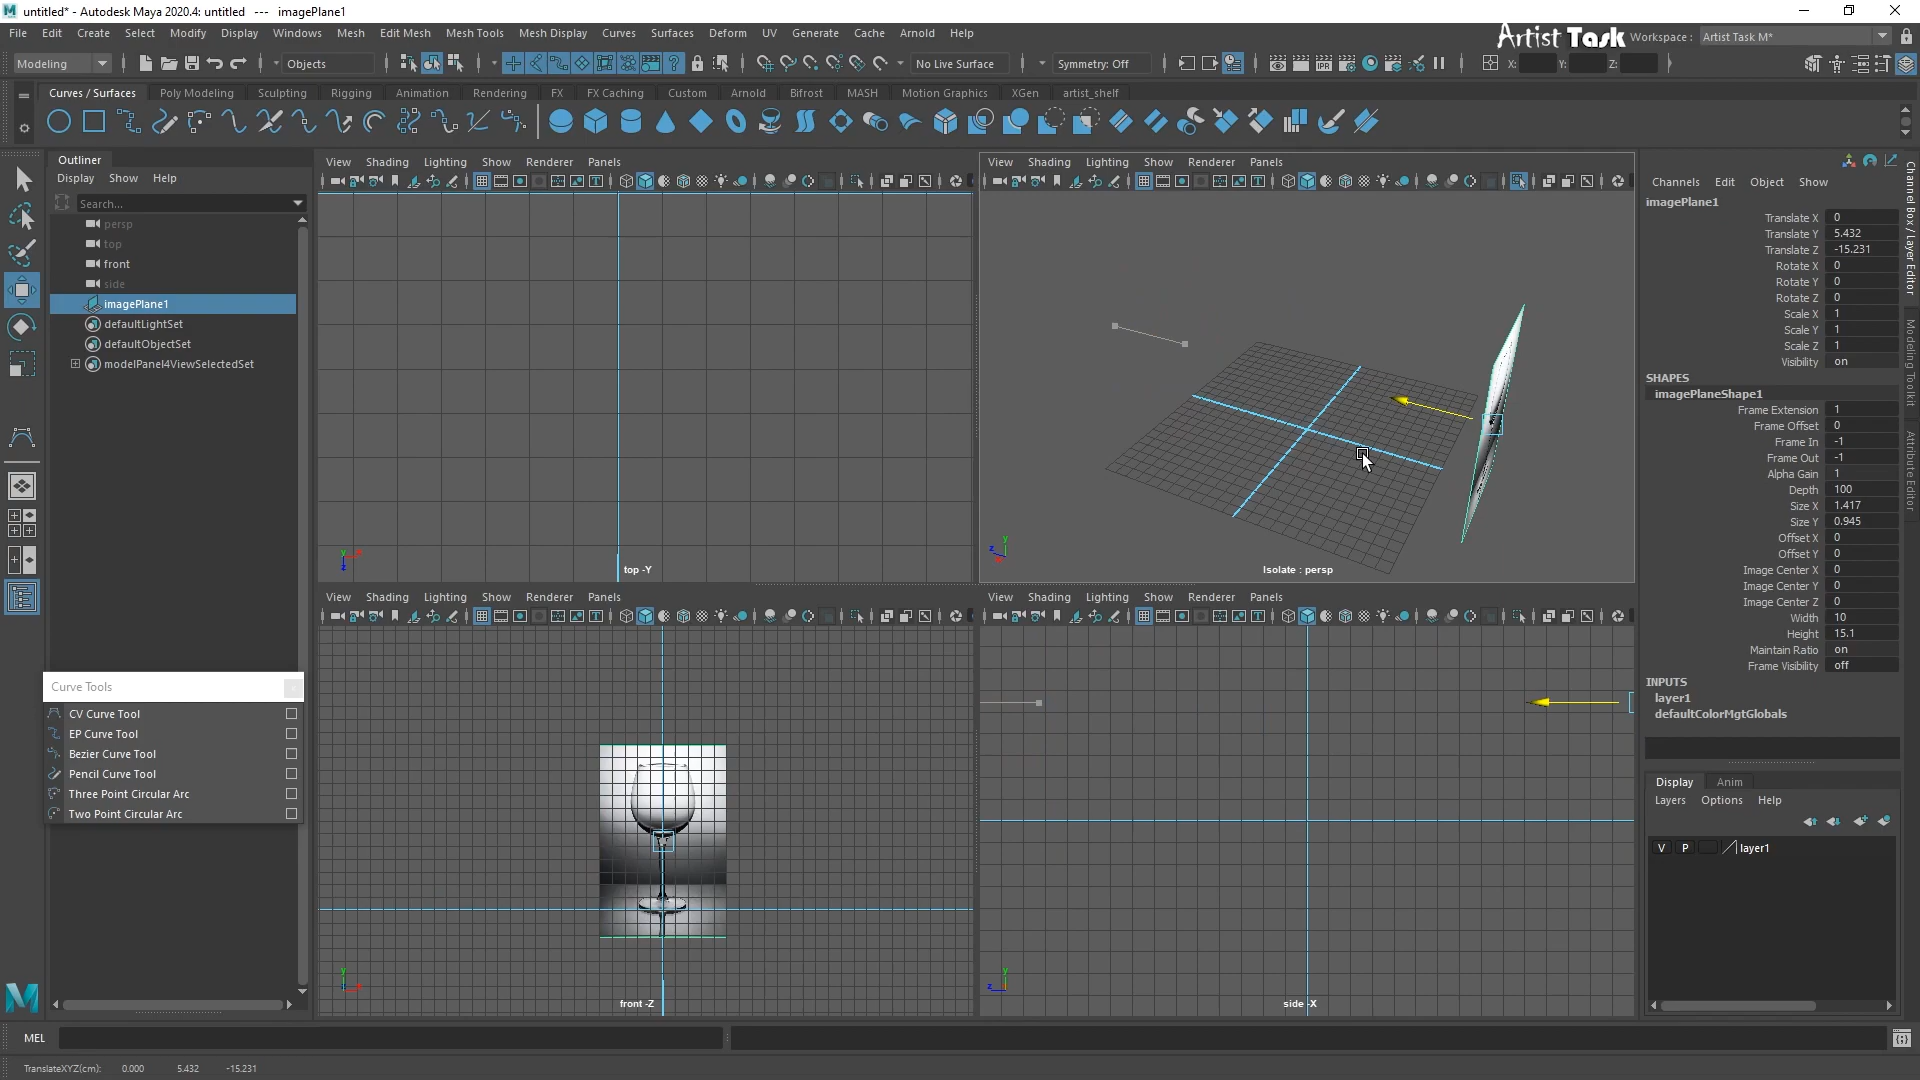 untitled* - Autodesk Maya 2020.4: untitled   ---   imagePlane1
File Edit Create Select Modify Display Windows Mesh Edit Mesh Mesh Tools Mesh Display Curves Surfaces Deform UV Generate Cache Arnold Help
Artist Task
Workspace : Artist Task M*
Modeling Objects No Live Surface Symmetry: Off X: Y: Z:
Curves / Surfaces Poly Modeling Sculpting Rigging Animation Rendering FX FX Caching Custom Arnold Bifrost MASH Motion Graphics XGen artist_shelf
Outliner
Display Show Help
Search...
persp
top
front
side
imagePlane1
defaultLightSet
defaultObjectSet
modelPanel4ViewSelectedSet
Curve Tools
CV Curve Tool
EP Curve Tool
Bezier Curve Tool
Pencil Curve Tool
Three Point Circular Arc
Two Point Circular Arc
View Shading Lighting Show Renderer Panels
top -Y
View Shading Lighting Show Renderer Panels
Isolate : persp
View Shading Lighting Show Renderer Panels
front -Z
View Shading Lighting Show Renderer Panels
side -X
Channels Edit Object Show
imagePlane1
Translate X 0
Translate Y 5.432
Translate Z -15.231
Rotate X 0
Rotate Y 0
Rotate Z 0
Scale X 1
Scale Y 1
Scale Z 1
Visibility on
SHAPES
imagePlaneShape1
Frame Extension 1
Frame Offset 0
Frame In -1
Frame Out -1
Alpha Gain 1
Depth 100
Size X 1.417
Size Y 0.945
Offset X 0
Offset Y 0
Image Center X 0
Image Center Y 0
Image Center Z 0
Width 10
Height 15.1
Maintain Ratio on
Frame Visibility off
INPUTS
layer1
defaultColorMgtGlobals
Display Anim
Layers Options Help
V P layer1
Channel Box / Layer Editor
Modeling Toolkit
Attribute Editor
MEL
TranslateXYZ(cm): 0.000 5.432 -15.231